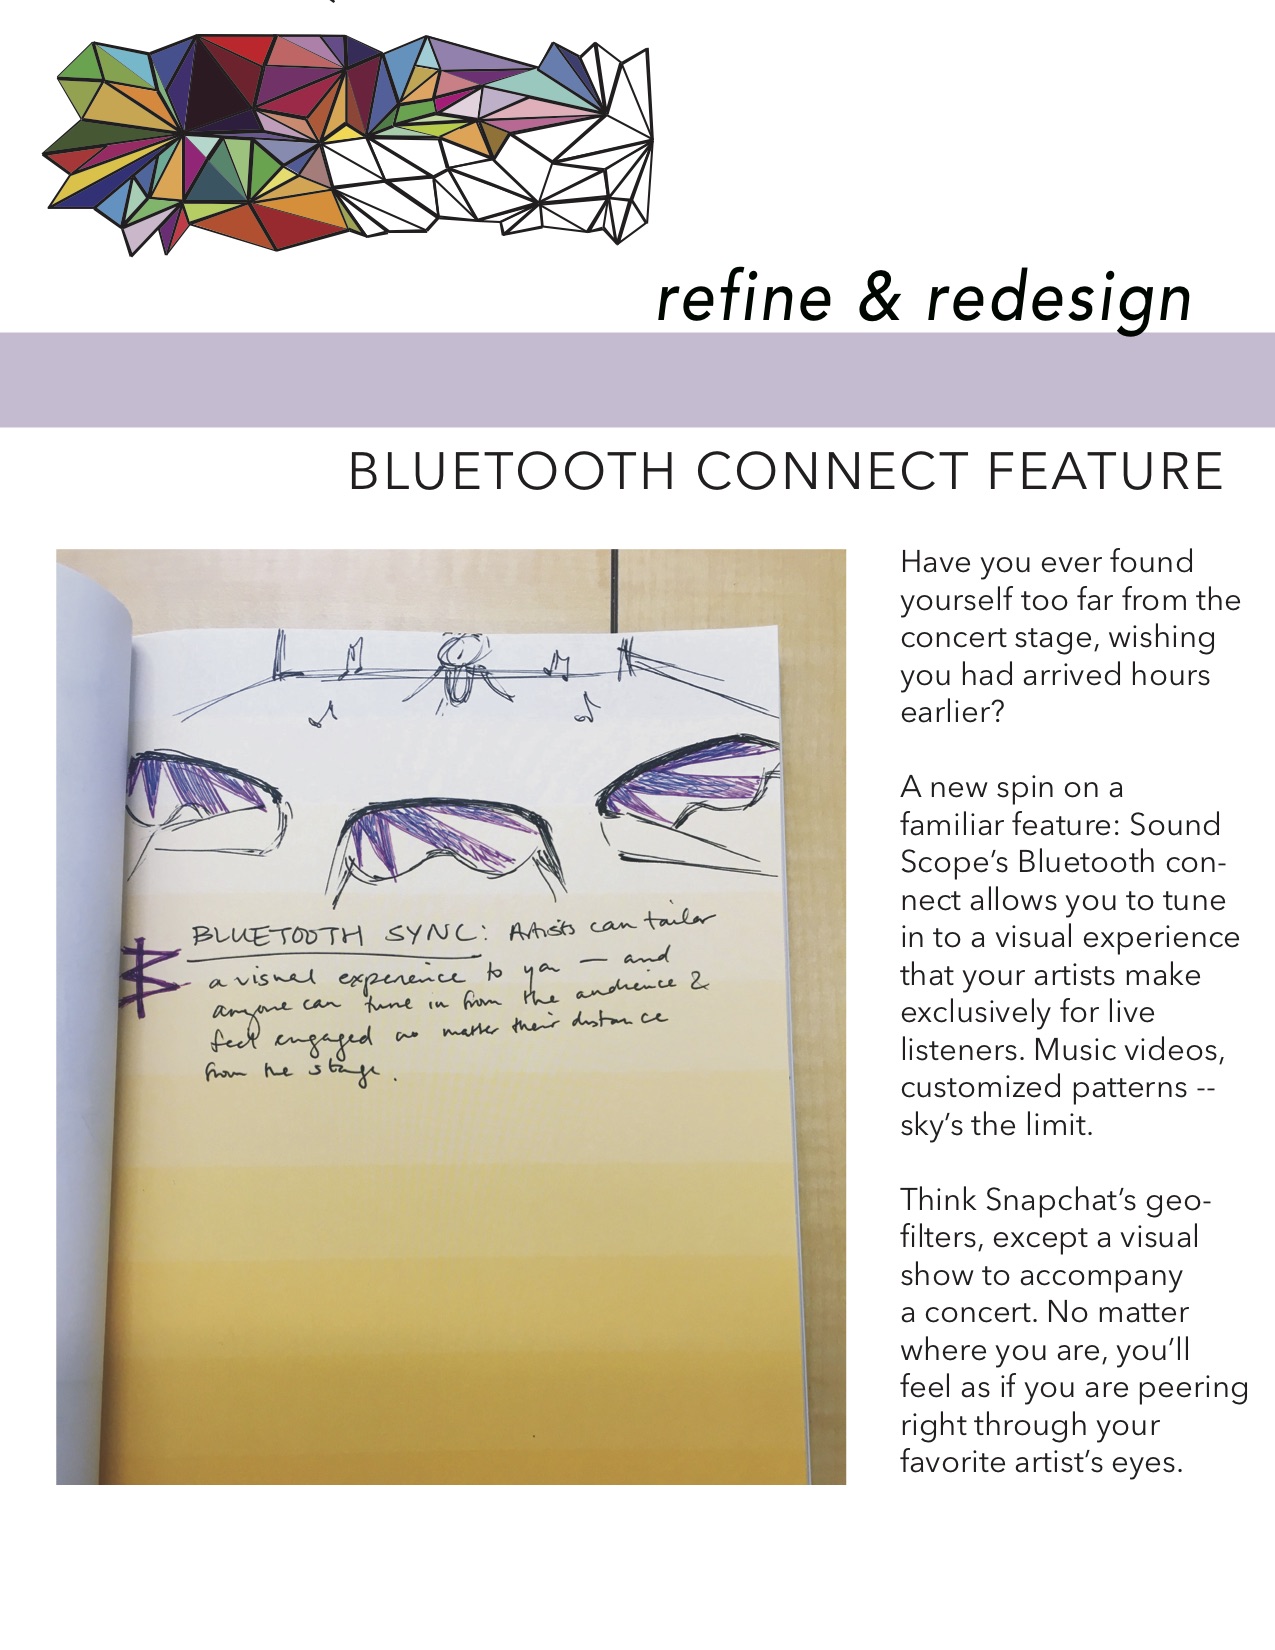 refine & redesign
BLUETOOTH CONNECT FEATURE
BLUETOOTH SYNC: Artists can tailor
a visual experience to you — and
anyone can tune in from the audience &
feel engaged no matter their distance
from the stage.
Have you ever found
yourself too far from the
concert stage, wishing
you had arrived hours
earlier?
A new spin on a
familiar feature: Sound
Scope’s Bluetooth con-
nect allows you to tune
in to a visual experience
that your artists make
exclusively for live
listeners. Music videos,
customized patterns --
sky’s the limit.
Think Snapchat’s geo-
filters, except a visual
show to accompany
a concert. No matter
where you are, you’ll
feel as if you are peering
right through your
favorite artist’s eyes.